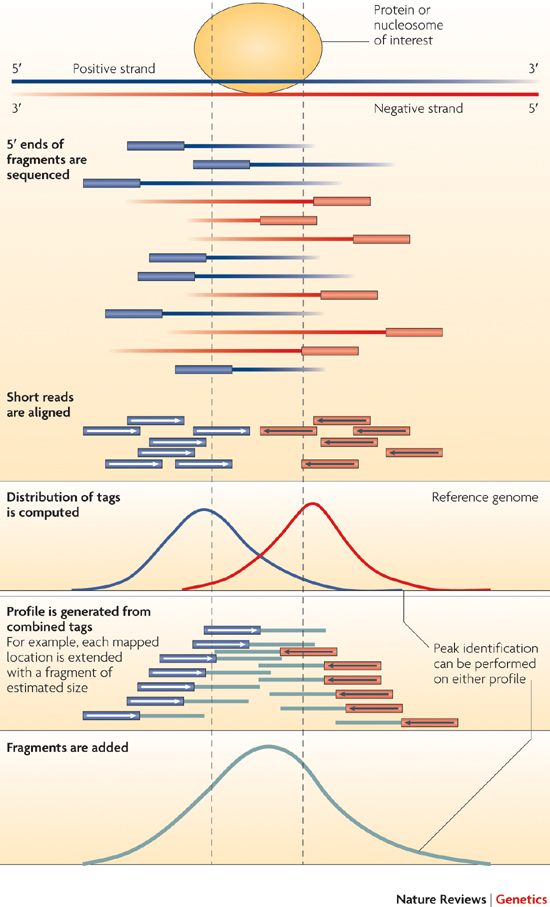 Protein or
nucleosome
of interest
5′ Positive strand 3′
3′ Negative strand 5′
5′ ends of
fragments are
sequenced
Short reads
are aligned
Distribution of tags
is computed
Reference genome
Profile is generated from
combined tags
For example, each mapped
location is extended
with a fragment of
estimated size
Peak identification
can be performed
on either profile
Fragments are added
Nature Reviews | Genetics